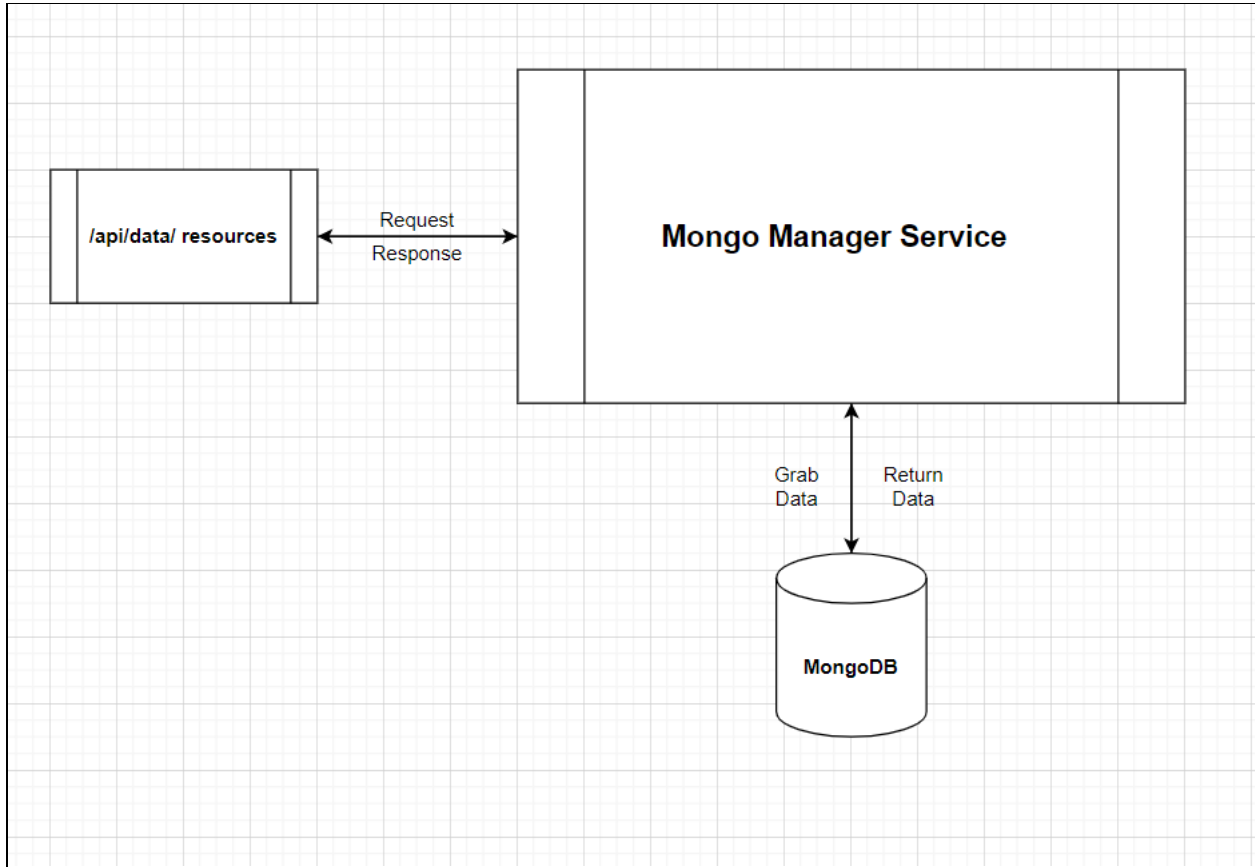 /api/data/ resources
Request
Response
Mongo Manager Service
Grab
Data
Return
Data
MongoDB